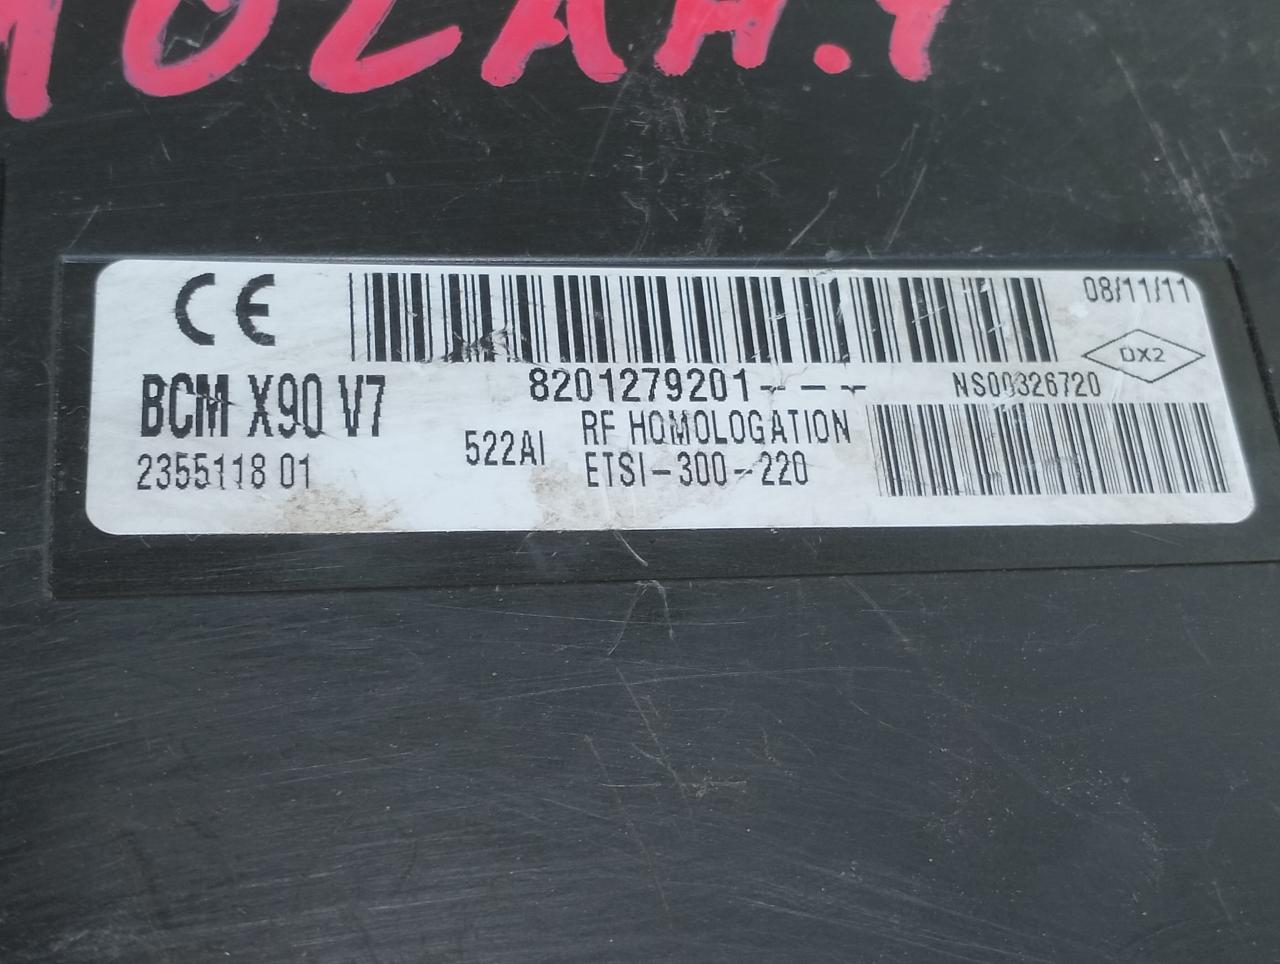 CE
08/11/11
DX2
BCM X90 V7
8201279201---
NS00326720
2355118 01
522AI
RF HOMOLOGATION
ETSI-300-220